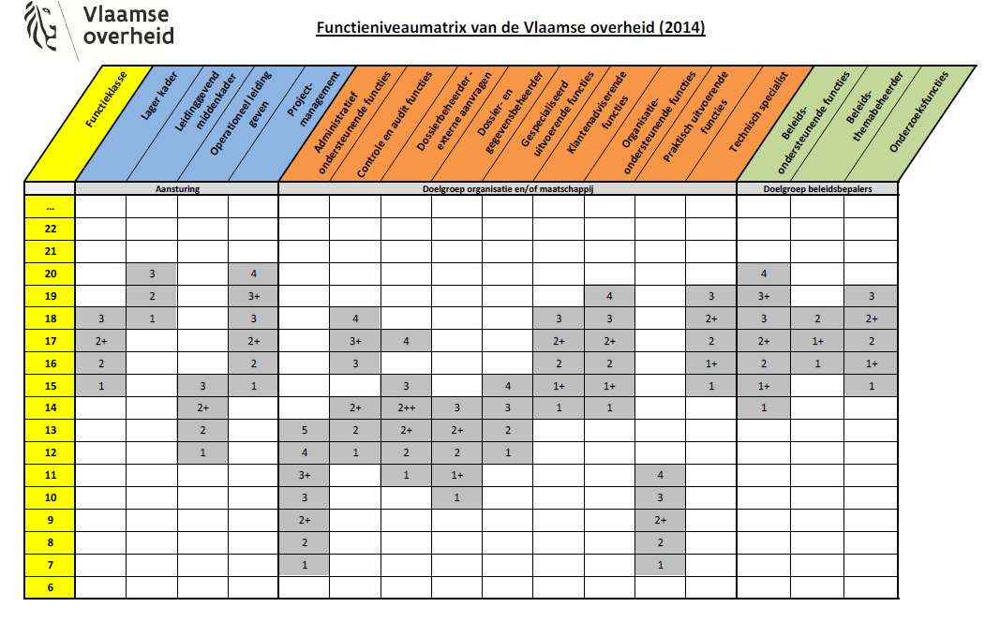 Vlaamse
overheid
Functieniveaumatrix van de Vlaamse overheid (2014)
Functieklasse
Lager kader
Leidinggevend
middenkader
Operationeel leiding
geven
Project-
management
Administratief
ondersteunende functies
Controle en audit functies
Dossierbeheerder -
externe aanvragen
Dossier- en
gegevensbeheerder
Gespecialiseerd
uitvoerende functies
Klantenadviserende
functies
Organisatie-
ondersteunende functies
Praktisch uitvoerende
functies
Technisch specialist
Beleids-
ondersteunende functies
Beleids-
themabeheerder
Onderzoeksfuncties
Aansturing Doelgroep organisatie en/of maatschappij Doelgroep beleidsbepalers
...
22
21
20 3 4 4
19 2 3+ 4 3 3+ 3
18 3 1 3 4 3 3 2+ 3 2 2+
17 2+ 2+ 3+ 4 2+ 2+ 2 2+ 1+ 2
16 2 2 3 2 2 1+ 2 1 1+
15 1 3 1 3 4 1+ 1+ 1 1+ 1
14 2+ 2+ 2++ 3 3 1 1 1
13 2 5 2 2+ 2+ 2
12 1 4 1 2 2 1
11 3+ 1 1+ 4
10 3 1 3
9 2+ 2+
8 2 2
7 1 1
6